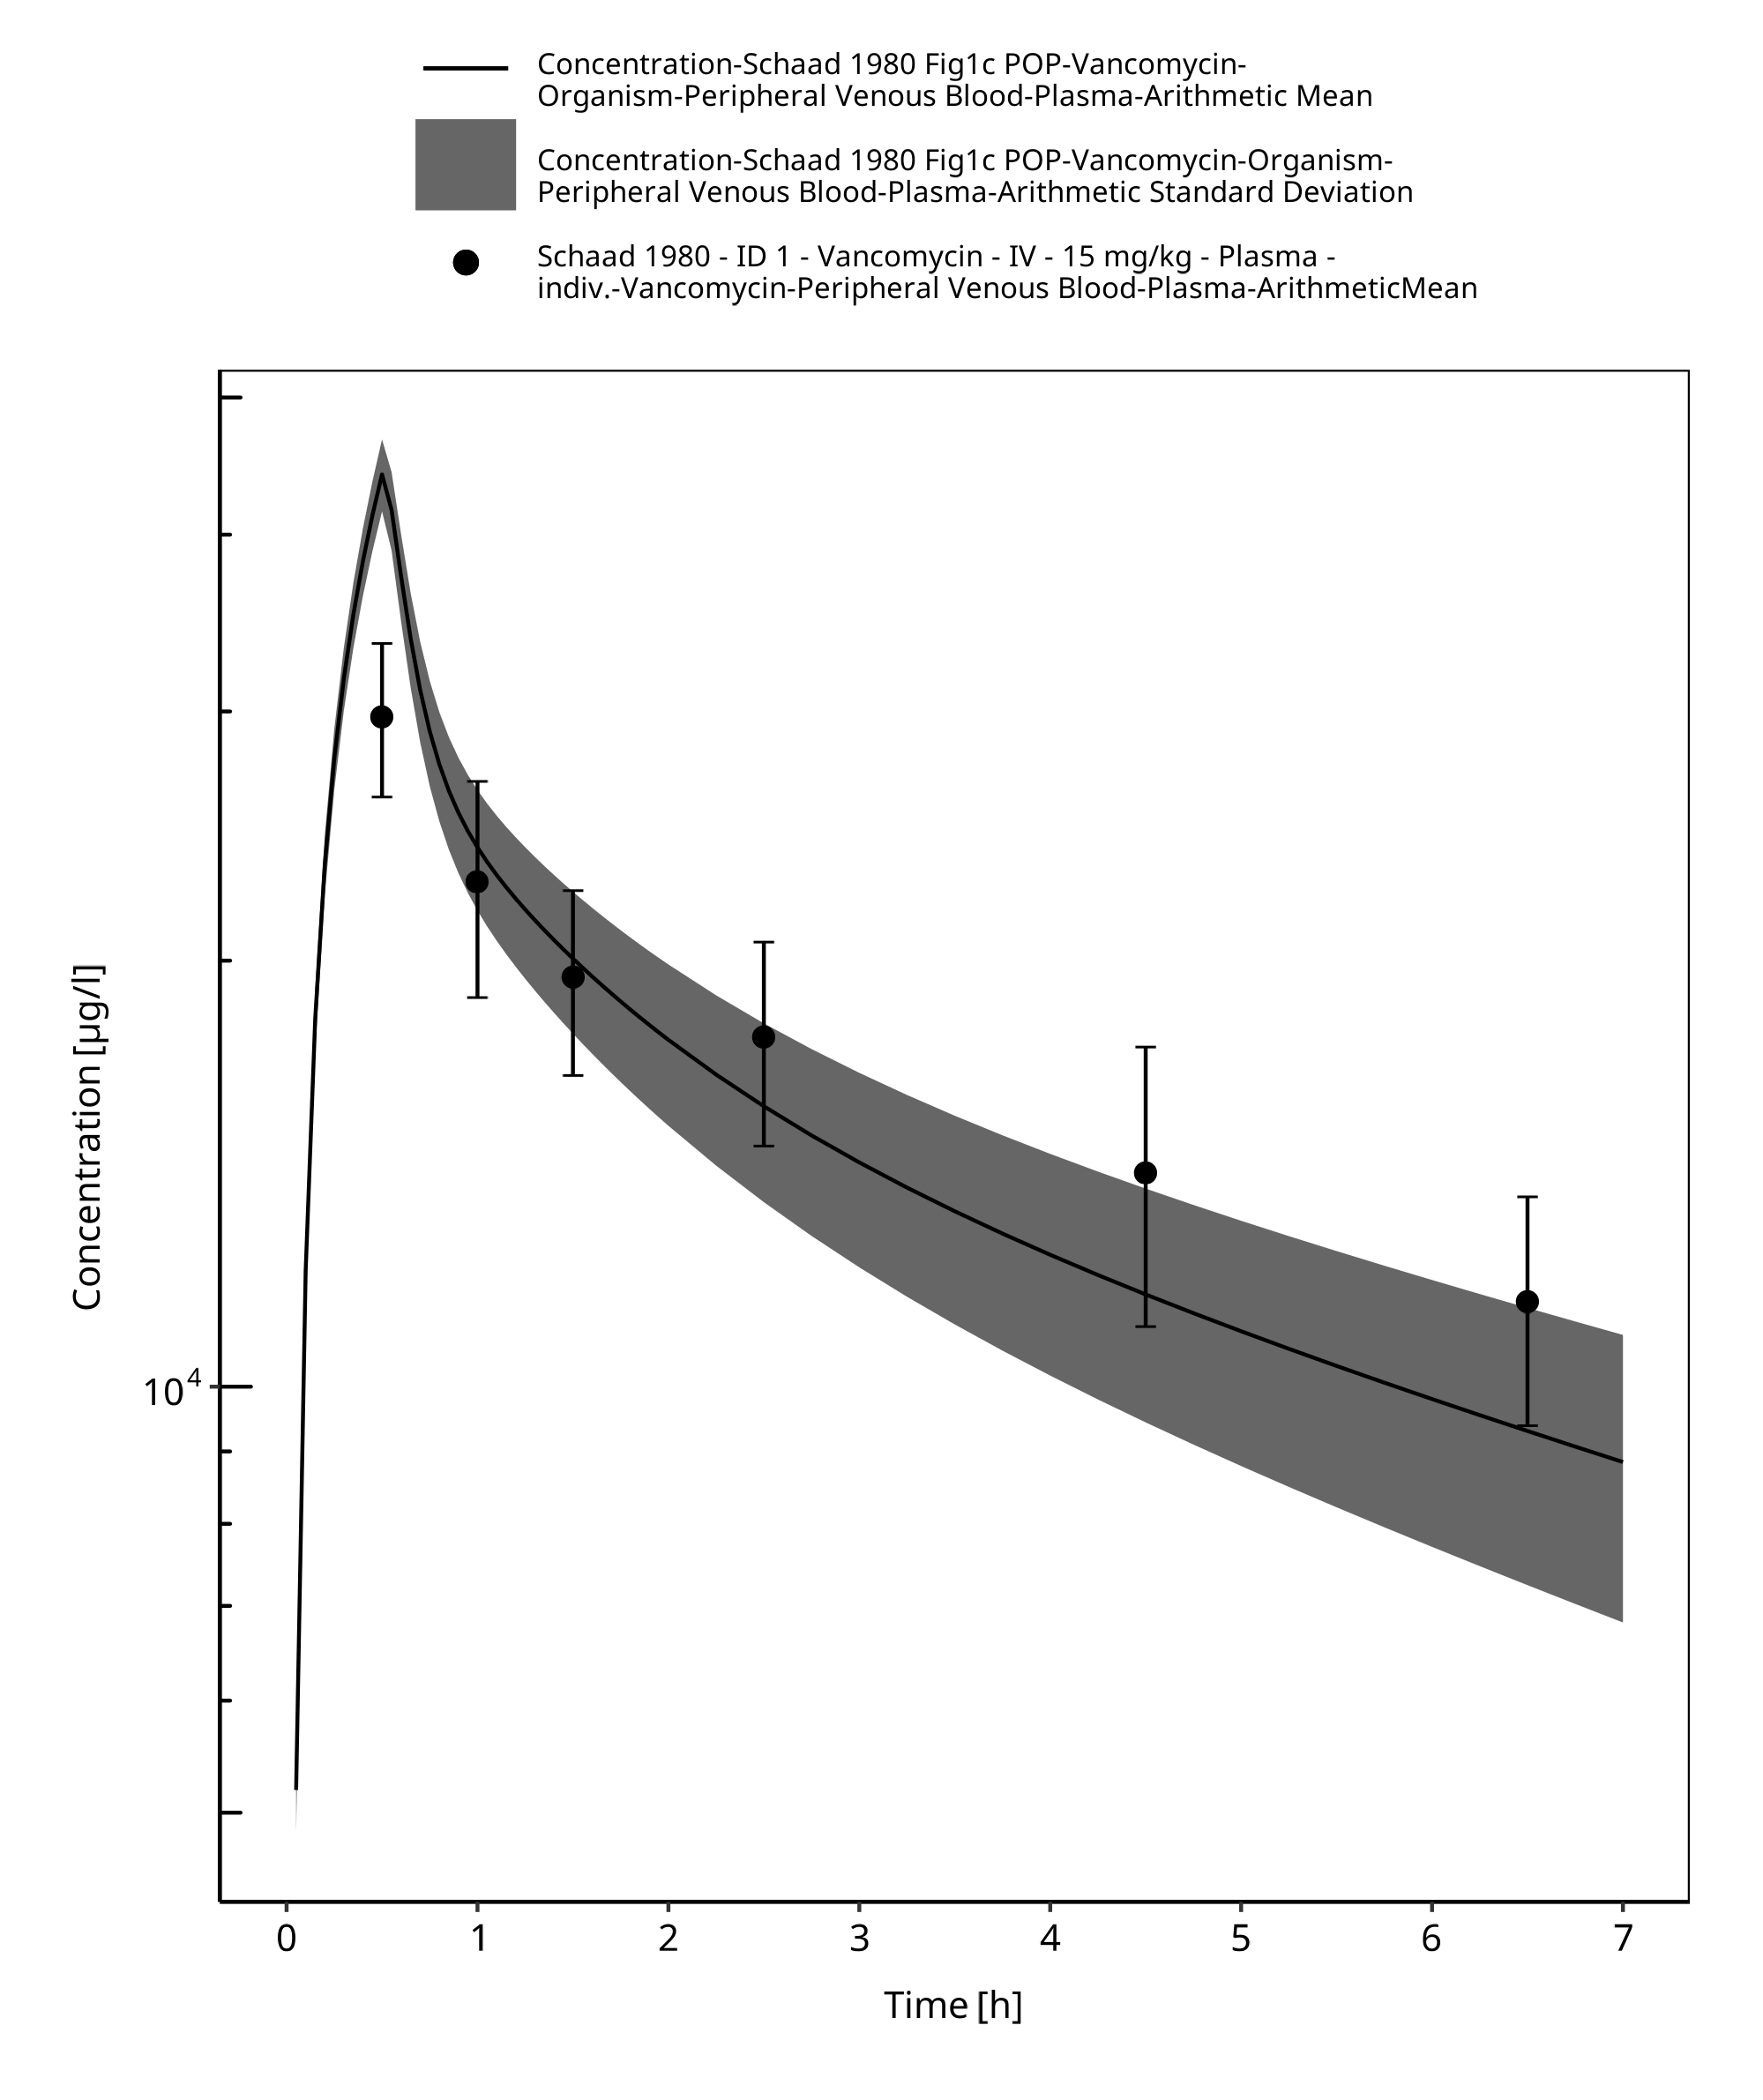 Concentration-Schaad 1980 Fig1c POP-Vancomycin-
Organism-Peripheral Venous Blood-Plasma-Arithmetic Mean
Concentration-Schaad 1980 Fig1c POP-Vancomycin-Organism-
Peripheral Venous Blood-Plasma-Arithmetic Standard Deviation
Schaad 1980 - ID 1 - Vancomycin - IV - 15 mg/kg - Plasma -
indiv.-Vancomycin-Peripheral Venous Blood-Plasma-ArithmeticMean
Concentration [µg/l]
10⁴
0 1 2 3 4 5 6 7
Time [h]